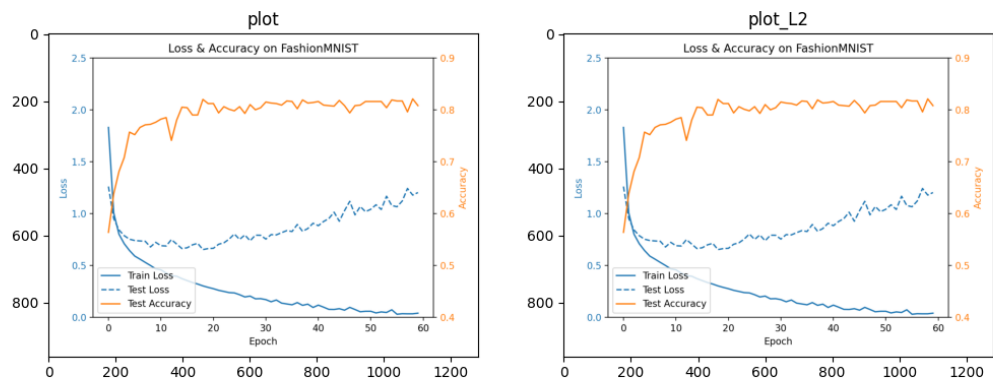 plot
Loss & Accuracy on FashionMNIST
2.5
2.0
1.5
1.0
0.5
0.0
Loss
0.9
0.8
0.7
0.6
0.5
0.4
Accuracy
Train Loss
Test Loss
Test Accuracy
0 10 20 30 40 50 60
Epoch
0
200
400
600
800
0 200 400 600 800 1000 1200
plot_L2
Loss & Accuracy on FashionMNIST
2.5
2.0
1.5
1.0
0.5
0.0
Loss
0.9
0.8
0.7
0.6
0.5
0.4
Accuracy
Train Loss
Test Loss
Test Accuracy
0 10 20 30 40 50 60
Epoch
0
200
400
600
800
0 200 400 600 800 1000 1200